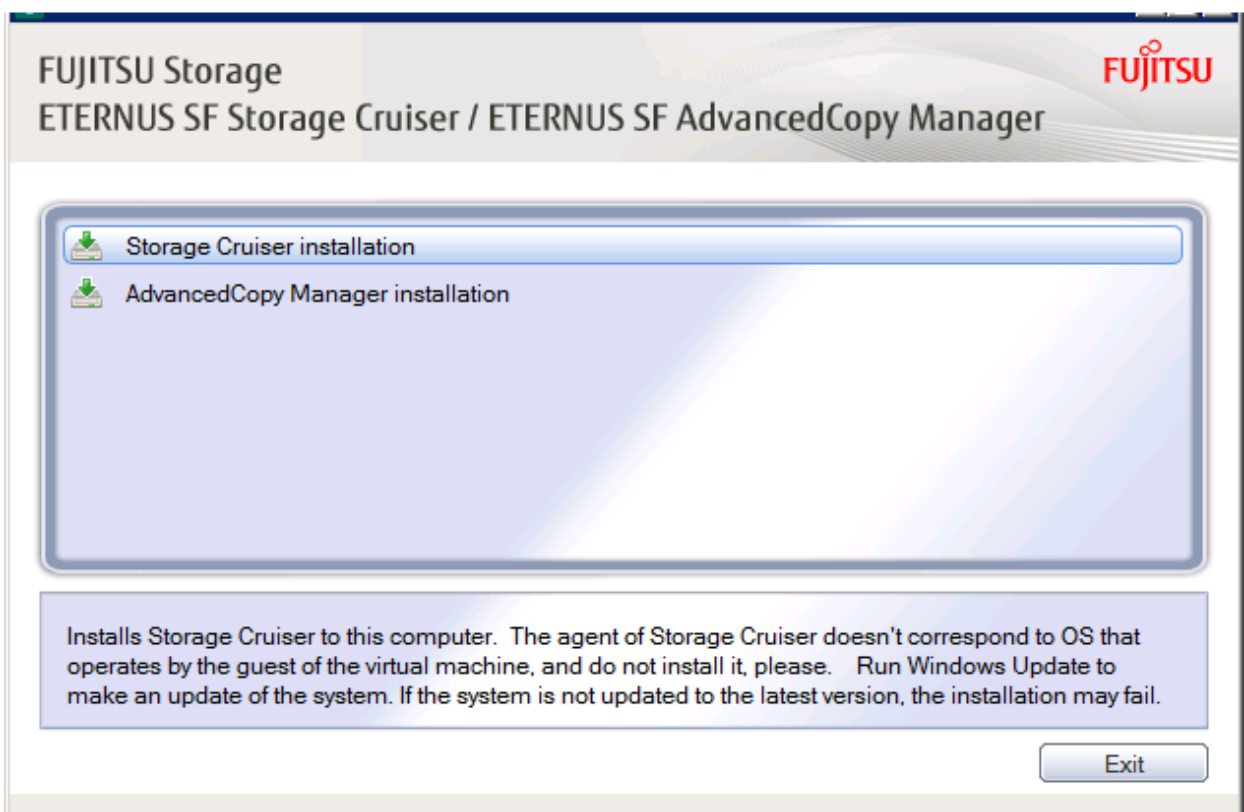 FUJITSU Storage
FUJITSU
ETERNUS SF Storage Cruiser / ETERNUS SF AdvancedCopy Manager
Storage Cruiser installation
AdvancedCopy Manager installation
Installs Storage Cruiser to this computer.  The agent of Storage Cruiser doesn't correspond to OS that
operates by the guest of the virtual machine, and do not install it, please.    Run Windows Update to
make an update of the system. If the system is not updated to the latest version, the installation may fail.
Exit